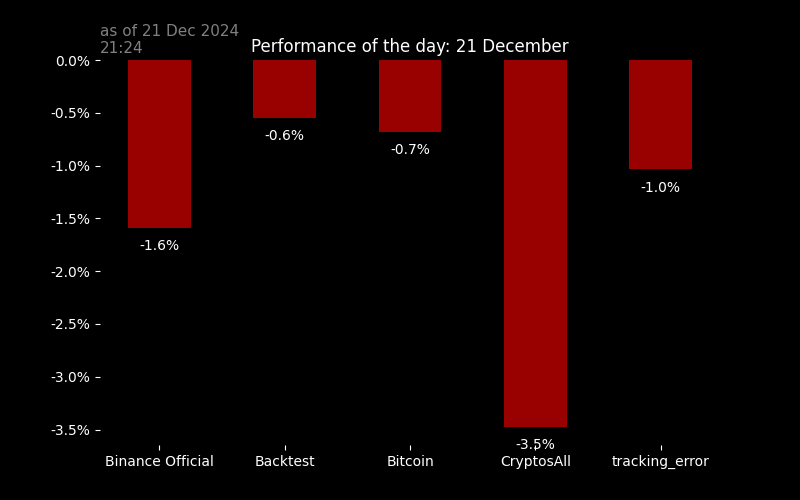 as of 21 Dec 2024
21:24
Performance of the day: 21 December
0.0%
-0.5%
-1.0%
-1.5%
-2.0%
-2.5%
-3.0%
-3.5%
-1.6%
-0.6%
-0.7%
-3.5%
-1.0%
Binance Official
Backtest
Bitcoin
CryptosAll
tracking_error